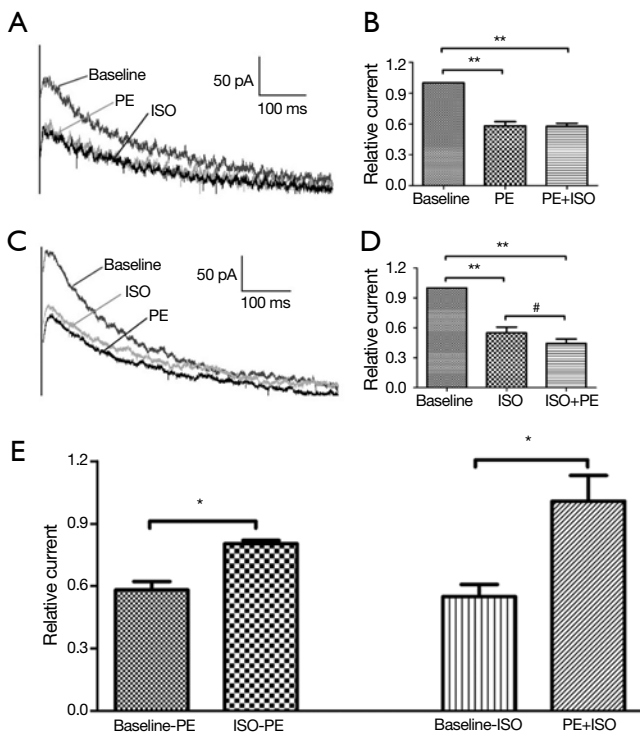 A
Baseline
PE
ISO
50 pA
100 ms
B
Relative current
1.2
0.9
0.6
0.3
0.0
**
**
Baseline
PE
PE+ISO
C
Baseline
ISO
PE
50 pA
100 ms
D
Relative current
1.2
0.9
0.6
0.3
0.0
**
**
#
Baseline
ISO
ISO+PE
E
Relative current
1.2
0.9
0.6
0.3
0.0
*
*
Baseline-PE
ISO-PE
Baseline-ISO
PE+ISO